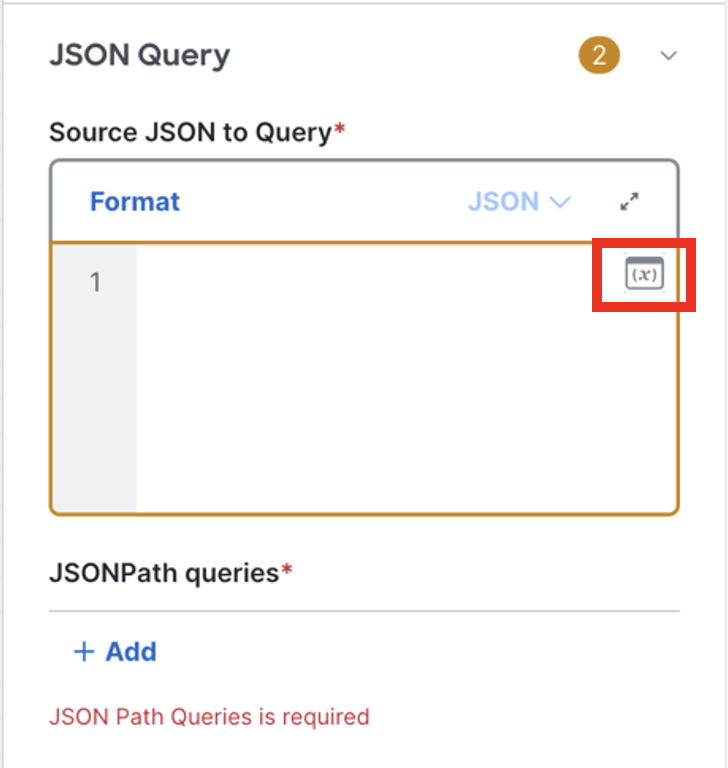 JSON Query 2
Source JSON to Query*
Format JSON
(x)
1
JSONPath queries*
+ Add
JSON Path Queries is required